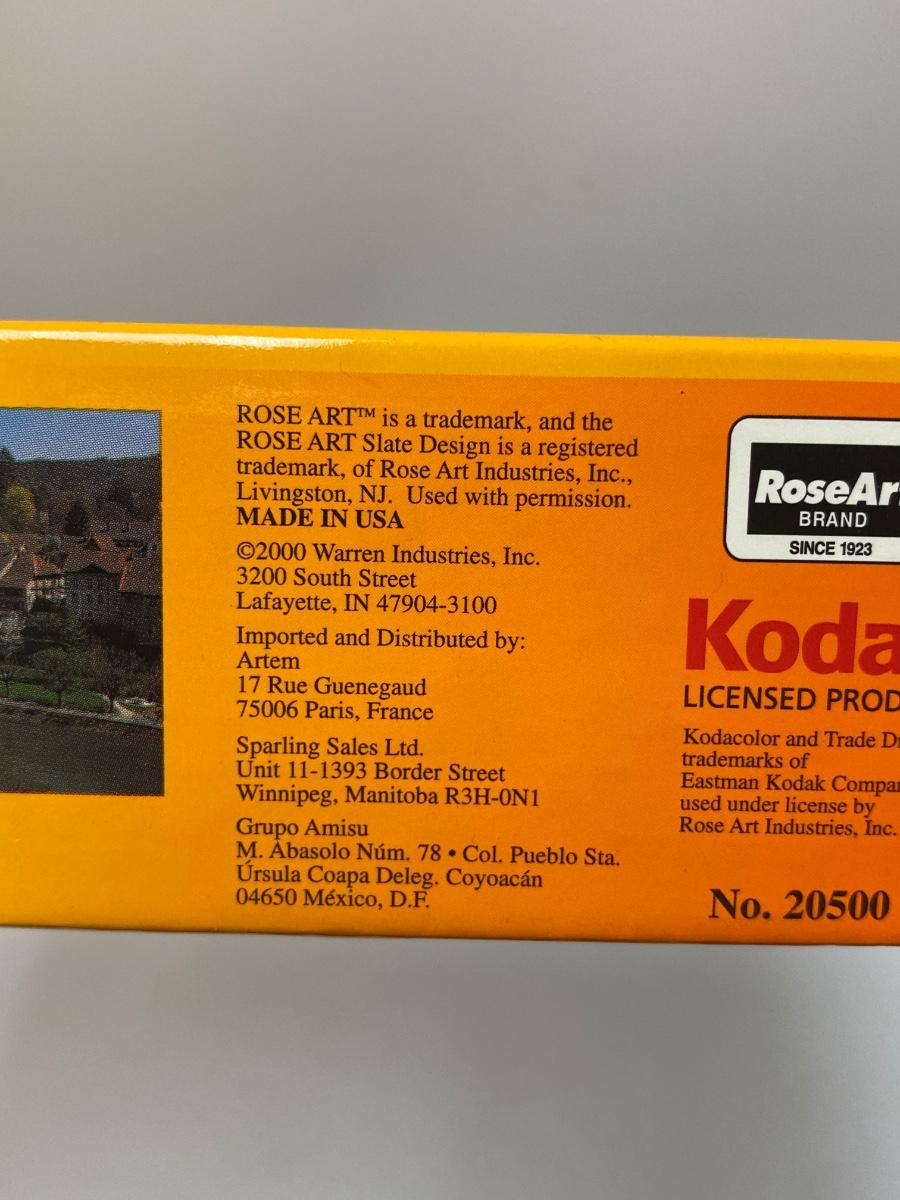 ROSE ART™ is a trademark, and the
ROSE ART Slate Design is a registered
trademark, of Rose Art Industries, Inc.,
Livingston, NJ. Used with permission.
MADE IN USA
©2000 Warren Industries, Inc.
3200 South Street
Lafayette, IN 47904-3100
Imported and Distributed by:
Artem
17 Rue Guenegaud
75006 Paris, France
Sparling Sales Ltd.
Unit 11-1393 Border Street
Winnipeg, Manitoba R3H-0N1
Grupo Amisu
M. Abasolo Núm. 78 • Col. Pueblo Sta.
Úrsula Coapa Deleg. Coyoacán
04650 México, D.F.
RoseAr
BRAND
SINCE 1923
Koda
LICENSED PROD
Kodacolor and Trade Dr
trademarks of
Eastman Kodak Compa
used under license by
Rose Art Industries, Inc.
No. 20500